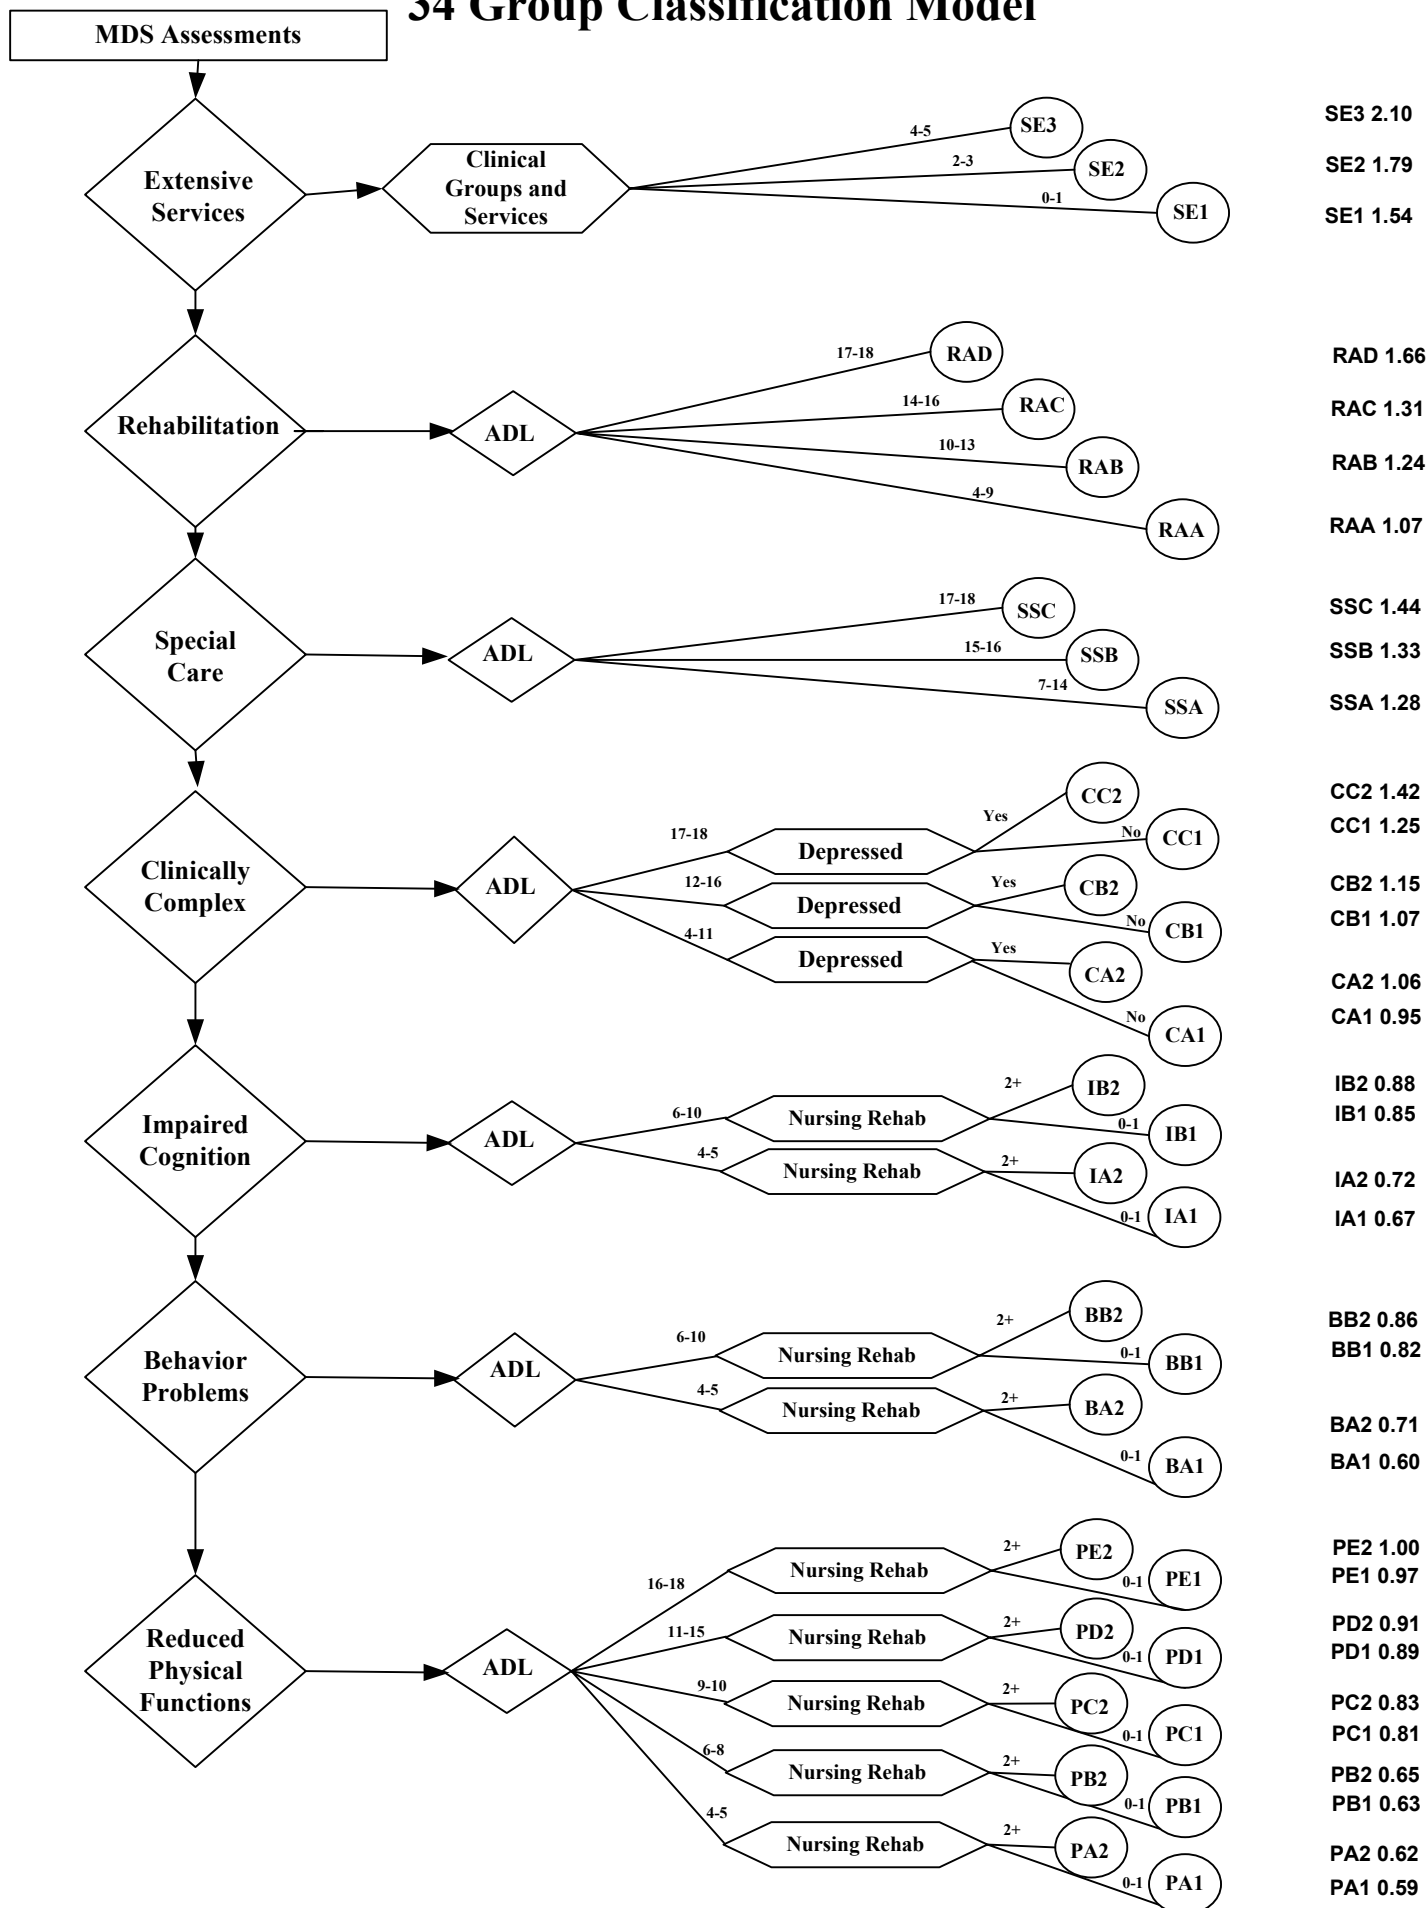 34 Group Classification Model
MDS Assessments
Extensive
Services
Clinical
Groups and
Services
4-5
SE3
2-3
SE2
0-1
SE1
SE3 2.10
SE2 1.79
SE1 1.54
Rehabilitation
ADL
17-18
RAD
14-16
RAC
10-13
RAB
4-9
RAA
RAD 1.66
RAC 1.31
RAB 1.24
RAA 1.07
Special
Care
ADL
17-18
SSC
15-16
SSB
7-14
SSA
SSC 1.44
SSB 1.33
SSA 1.28
Clinically
Complex
ADL
17-18
Depressed
Yes
CC2
No
CC1
12-16
Depressed
Yes
CB2
No
CB1
4-11
Depressed
Yes
CA2
No
CA1
CC2 1.42
CC1 1.25
CB2 1.15
CB1 1.07
CA2 1.06
CA1 0.95
Impaired
Cognition
ADL
6-10
Nursing Rehab
2+
IB2
0-1
IB1
4-5
Nursing Rehab
2+
IA2
0-1
IA1
IB2 0.88
IB1 0.85
IA2 0.72
IA1 0.67
Behavior
Problems
ADL
6-10
Nursing Rehab
2+
BB2
0-1
BB1
4-5
Nursing Rehab
2+
BA2
0-1
BA1
BB2 0.86
BB1 0.82
BA2 0.71
BA1 0.60
Reduced
Physical
Functions
ADL
16-18
Nursing Rehab
2+
PE2
0-1
PE1
11-15
Nursing Rehab
2+
PD2
0-1
PD1
9-10
Nursing Rehab
2+
PC2
0-1
PC1
6-8
Nursing Rehab
2+
PB2
0-1
PB1
4-5
Nursing Rehab
2+
PA2
0-1
PA1
PE2 1.00
PE1 0.97
PD2 0.91
PD1 0.89
PC2 0.83
PC1 0.81
PB2 0.65
PB1 0.63
PA2 0.62
PA1 0.59